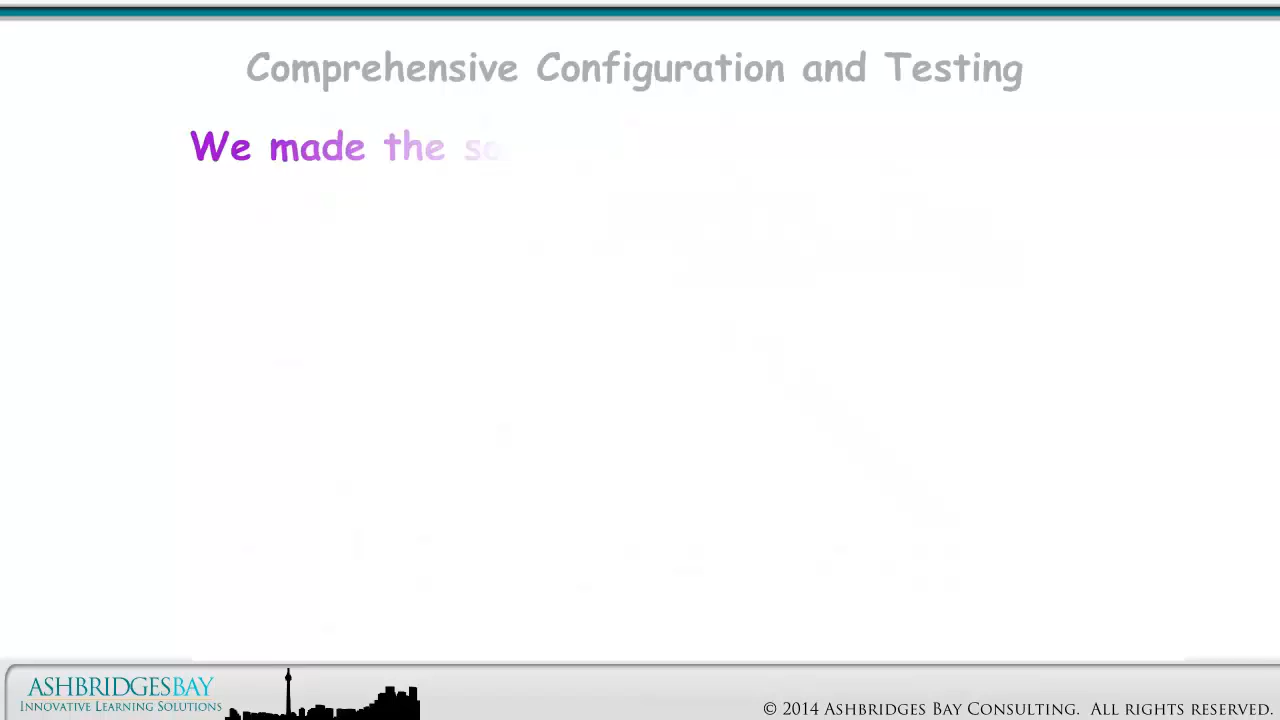 Comprehensive Configuration and Testing
We made the
ASHBRIDGESBAY
INNOVATIVE LEARNING SOLUTIONS
© 2014 ASHBRIDGES BAY CONSULTING. ALL RIGHTS RESERVED.